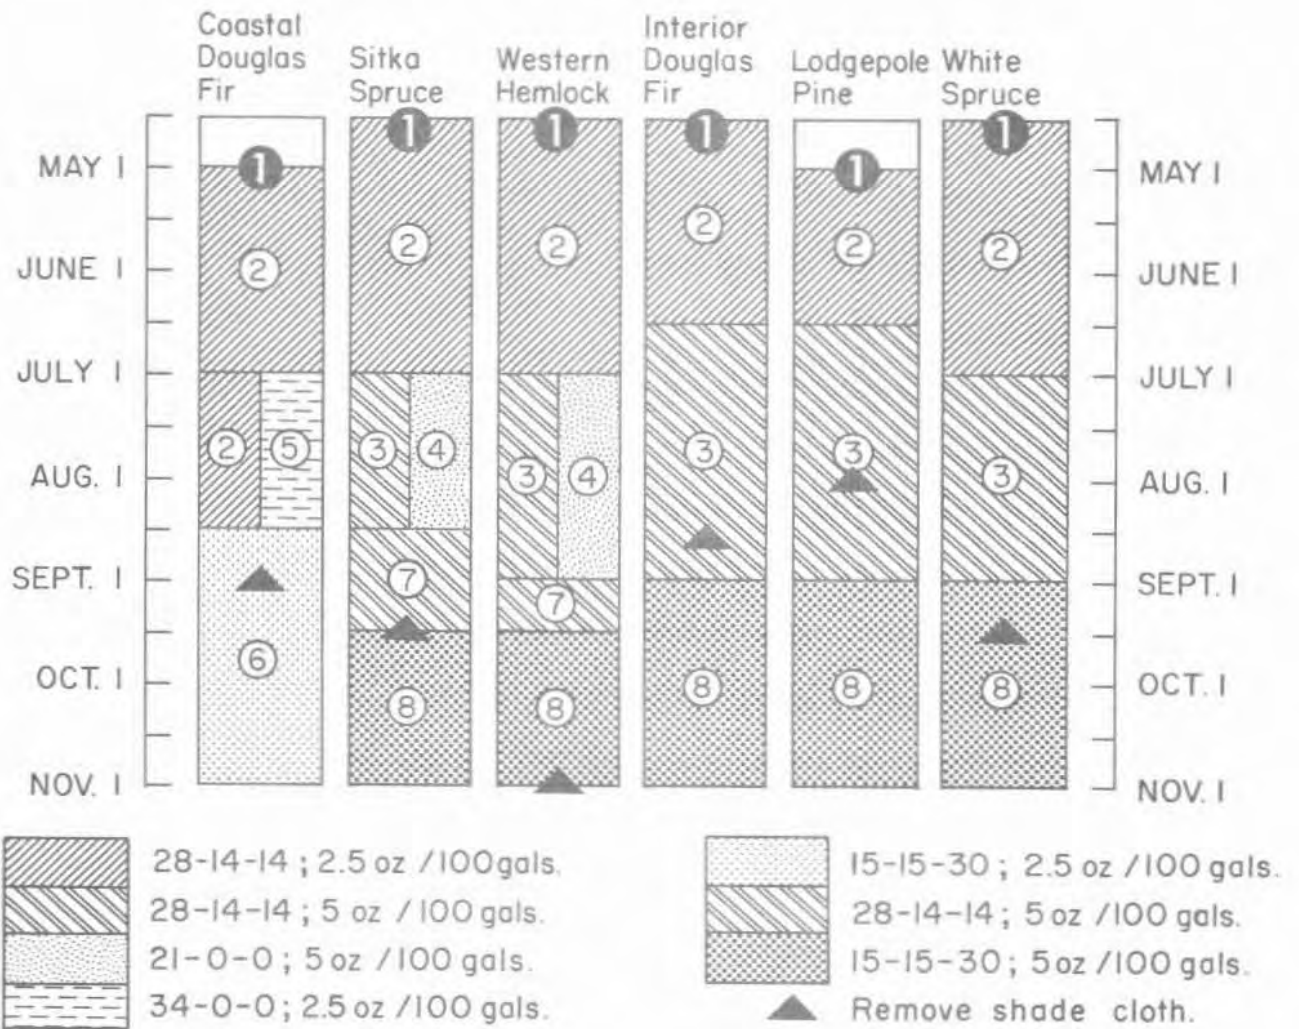 Coastal
Douglas
Fir
Sitka
Spruce
Western
Hemlock
Interior
Douglas
Fir
Lodgepole
Pine
White
Spruce
1 1 1 1 1 1
MAY 1 MAY 1
2 2 2 2 2 2
JUNE 1 JUNE 1
JULY 1 JULY 1
2 5 3 4 3 4 3 3 3
AUG. 1 AUG. 1
SEPT. 1 7 7 SEPT. 1
6
OCT. 1 8 8 8 8 8 OCT. 1
NOV. 1 NOV. 1
28-14-14; 2.5 oz /100 gals.
28-14-14; 5 oz /100 gals.
21-0-0; 5 oz /100 gals.
34-0-0; 2.5 oz /100 gals.
15-15-30; 2.5 oz /100 gals.
28-14-14; 5 oz /100 gals.
15-15-30; 5 oz /100 gals.
Remove shade cloth.